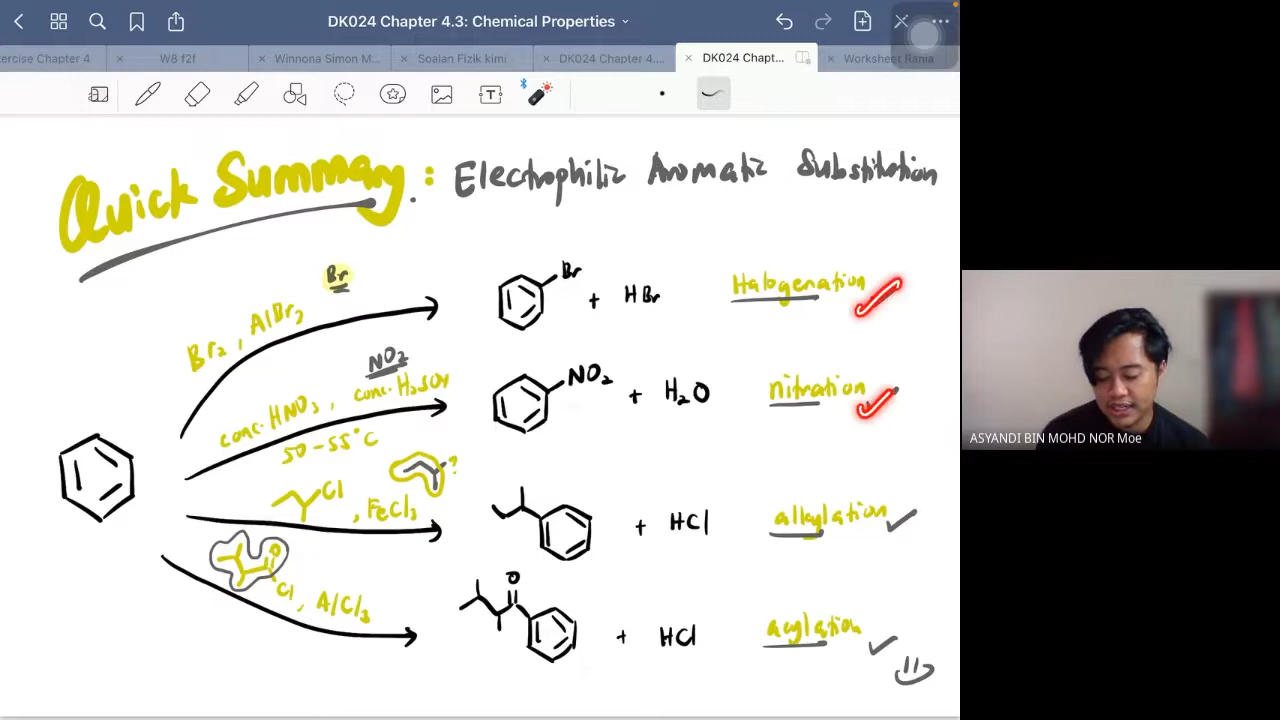 DK024 Chapter 4.3: Chemical Properties
ercise Chapter 4
W8 f2f
Winnona Simon M...
Soalan Fizik kimi
DK024 Chapter 4....
DK024 Chapt...
Worksheet Rania
T
Quick Summary : Electrophilic Aromatic Substitution
Br
Br₂, AlBr₃
Br
+ HBr
Halogenation
NO₂
conc. HNO₃, conc. H₂SO₄
50-55°C
NO₂
+ H₂O
nitration
?
Cl
, FeCl₃
+ HCl
alkylation
O
Cl, AlCl₃
O
+ HCl
acylation
ASYANDI BIN MOHD NOR Moe